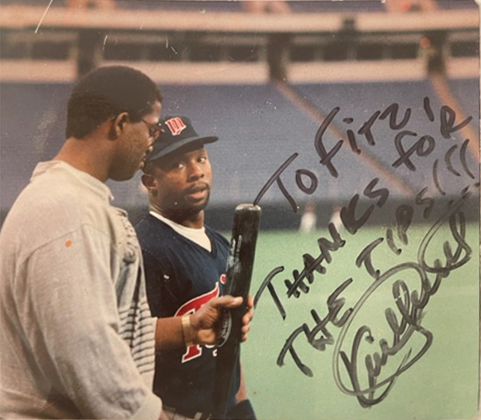 TO FITZ!
THANKS FOR
THE TIPS!!!
M
T